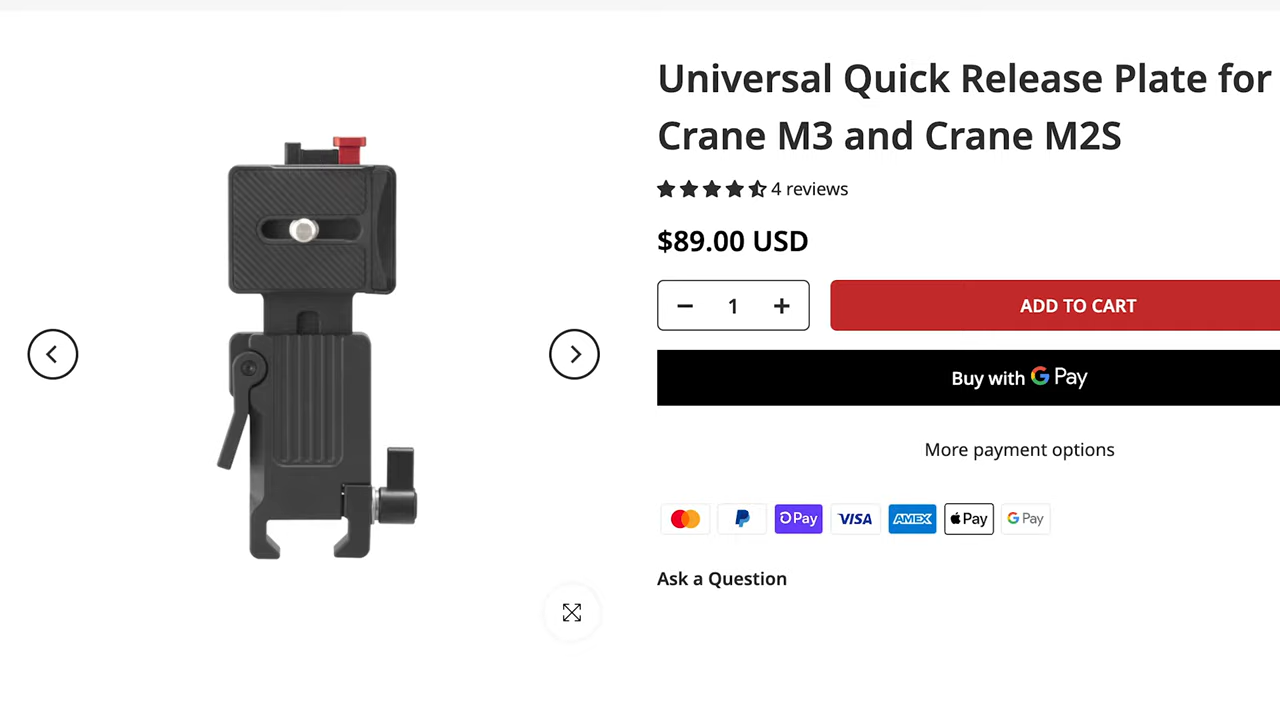 Universal Quick Release Plate for
Crane M3 and Crane M2S
4 reviews
$89.00 USD
1
ADD TO CART
Buy with G Pay
More payment options
Pay
VISA
AMEX
Pay
G Pay
Ask a Question